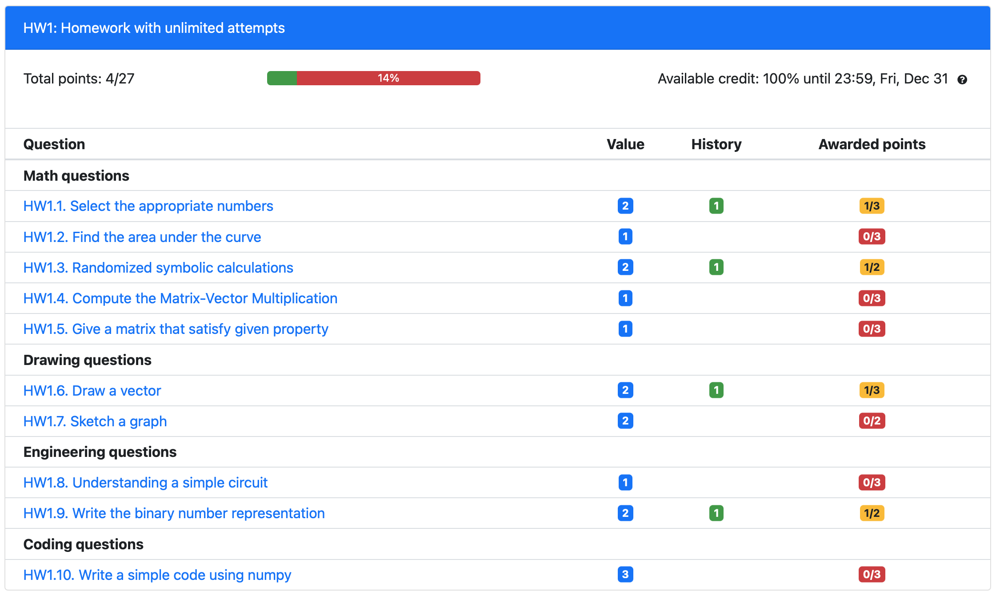 HW1: Homework with unlimited attempts
Total points: 4/27 14% Available credit: 100% until 23:59, Fri, Dec 31 ?
Question Value History Awarded points
Math questions
HW1.1. Select the appropriate numbers 2 1 1/3
HW1.2. Find the area under the curve 1 0/3
HW1.3. Randomized symbolic calculations 2 1 1/2
HW1.4. Compute the Matrix-Vector Multiplication 1 0/3
HW1.5. Give a matrix that satisfy given property 1 0/3
Drawing questions
HW1.6. Draw a vector 2 1 1/3
HW1.7. Sketch a graph 2 0/2
Engineering questions
HW1.8. Understanding a simple circuit 1 0/3
HW1.9. Write the binary number representation 2 1 1/2
Coding questions
HW1.10. Write a simple code using numpy 3 0/3